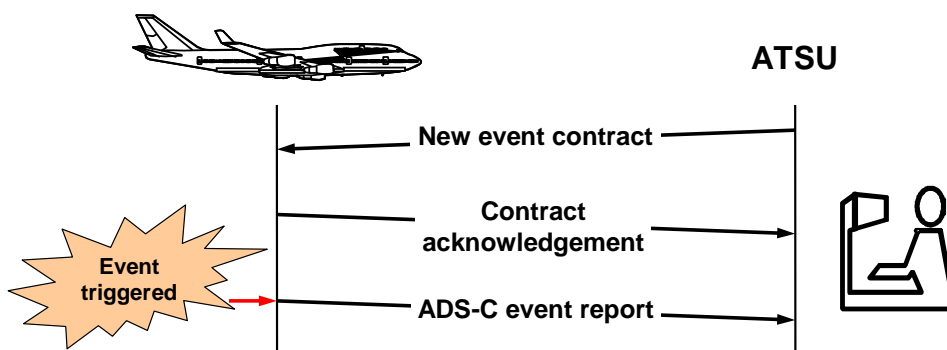 ATSU
New event contract
Contract
acknowledgement
Event
triggered
ADS-C event report